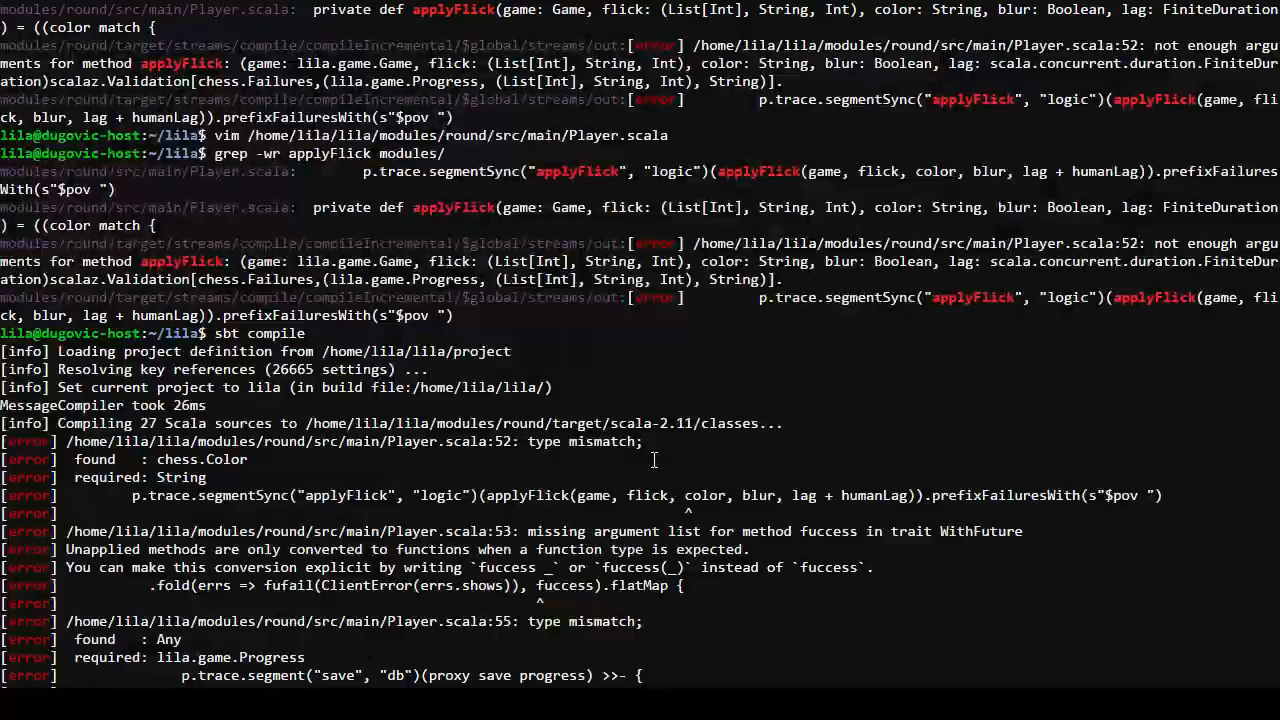 modules/round/src/main/Player.scala:  private def applyFlick(game: Game, flick: (List[Int], String, Int), color: String, blur: Boolean, lag: FiniteDuration
) = ((color match {
modules/round/target/streams/compile/compileIncremental/$global/streams/out:[error] /home/lila/lila/modules/round/src/main/Player.scala:52: not enough argu
ments for method applyFlick: (game: lila.game.Game, flick: (List[Int], String, Int), color: String, blur: Boolean, lag: scala.concurrent.duration.FiniteDur
ation)scalaz.Validation[chess.Failures,(lila.game.Progress, (List[Int], String, Int), String)].
modules/round/target/streams/compile/compileIncremental/$global/streams/out:[error]         p.trace.segmentSync("applyFlick", "logic")(applyFlick(game, fli
ck, blur, lag + humanLag)).prefixFailuresWith(s"$pov ")
lila@dugovic-host:~/lila$ vim /home/lila/lila/modules/round/src/main/Player.scala
lila@dugovic-host:~/lila$ grep -wr applyFlick modules/
modules/round/src/main/Player.scala:        p.trace.segmentSync("applyFlick", "logic")(applyFlick(game, flick, color, blur, lag + humanLag)).prefixFailures
With(s"$pov ")
modules/round/src/main/Player.scala:  private def applyFlick(game: Game, flick: (List[Int], String, Int), color: String, blur: Boolean, lag: FiniteDuration
) = ((color match {
modules/round/target/streams/compile/compileIncremental/$global/streams/out:[error] /home/lila/lila/modules/round/src/main/Player.scala:52: not enough argu
ments for method applyFlick: (game: lila.game.Game, flick: (List[Int], String, Int), color: String, blur: Boolean, lag: scala.concurrent.duration.FiniteDur
ation)scalaz.Validation[chess.Failures,(lila.game.Progress, (List[Int], String, Int), String)].
modules/round/target/streams/compile/compileIncremental/$global/streams/out:[error]         p.trace.segmentSync("applyFlick", "logic")(applyFlick(game, fli
ck, blur, lag + humanLag)).prefixFailuresWith(s"$pov ")
lila@dugovic-host:~/lila$ sbt compile
[info] Loading project definition from /home/lila/lila/project
[info] Resolving key references (26665 settings) ...
[info] Set current project to lila (in build file:/home/lila/lila/)
MessageCompiler took 26ms
[info] Compiling 27 Scala sources to /home/lila/lila/modules/round/target/scala-2.11/classes...
[error] /home/lila/lila/modules/round/src/main/Player.scala:52: type mismatch;
[error]  found   : chess.Color
[error]  required: String
[error]         p.trace.segmentSync("applyFlick", "logic")(applyFlick(game, flick, color, blur, lag + humanLag)).prefixFailuresWith(s"$pov ")
[error]                                                                            ^
[error] /home/lila/lila/modules/round/src/main/Player.scala:53: missing argument list for method fuccess in trait WithFuture
[error] Unapplied methods are only converted to functions when a function type is expected.
[error] You can make this conversion explicit by writing `fuccess _` or `fuccess(_)` instead of `fuccess`.
[error]           .fold(errs => fufail(ClientError(errs.shows)), fuccess).flatMap {
[error]                                                          ^
[error] /home/lila/lila/modules/round/src/main/Player.scala:55: type mismatch;
[error]  found   : Any
[error]  required: lila.game.Progress
[error]               p.trace.segment("save", "db")(proxy save progress) >>- {